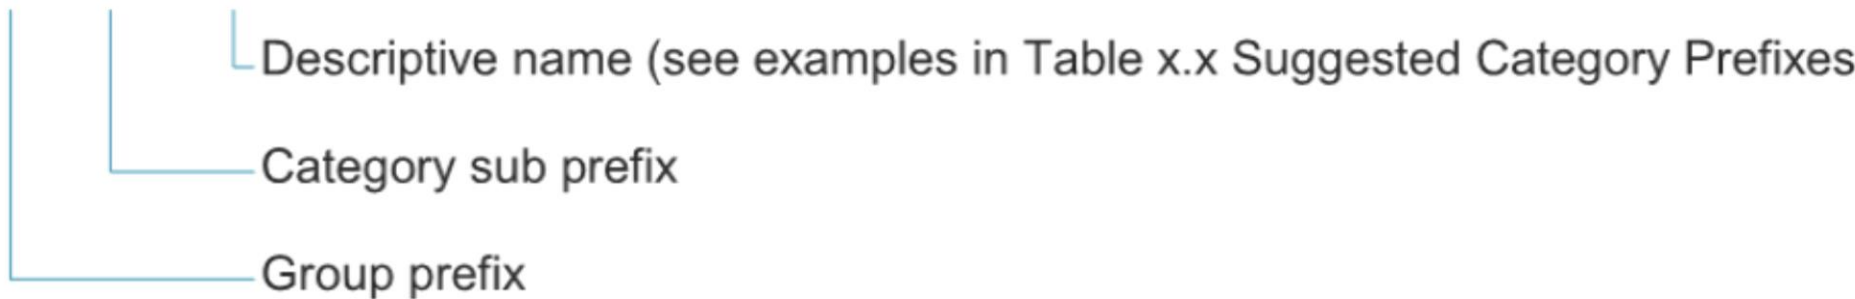 Descriptive name (see examples in Table x.x Suggested Category Prefixes
Category sub prefix
Group prefix